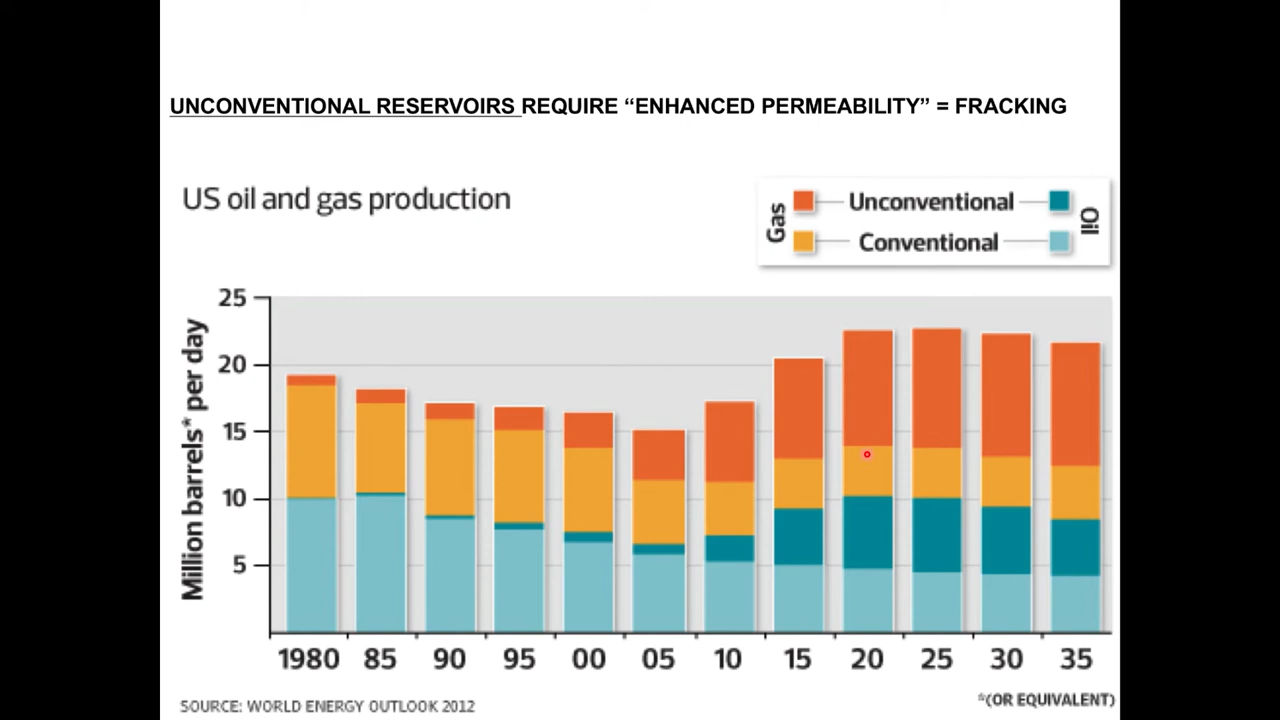 UNCONVENTIONAL RESERVOIRS REQUIRE “ENHANCED PERMEABILITY” = FRACKING
US oil and gas production
Gas
Unconventional
Conventional
Oil
Million barrels* per day
25
20
15
10
5
1980 85 90 95 00 05 10 15 20 25 30 35
SOURCE: WORLD ENERGY OUTLOOK 2012
*(OR EQUIVALENT)